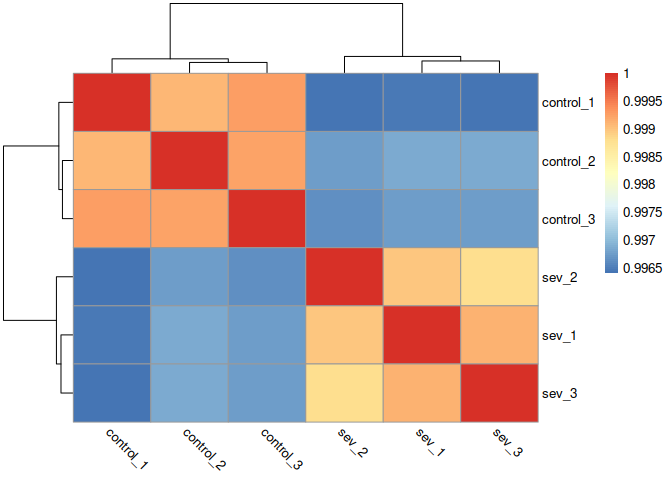 1
0.9995
0.999
0.9985
0.998
0.9975
0.997
0.9965
control_1
control_2
control_3
sev_2
sev_1
sev_3
control_1
control_2
control_3
sev_2
sev_1
sev_3